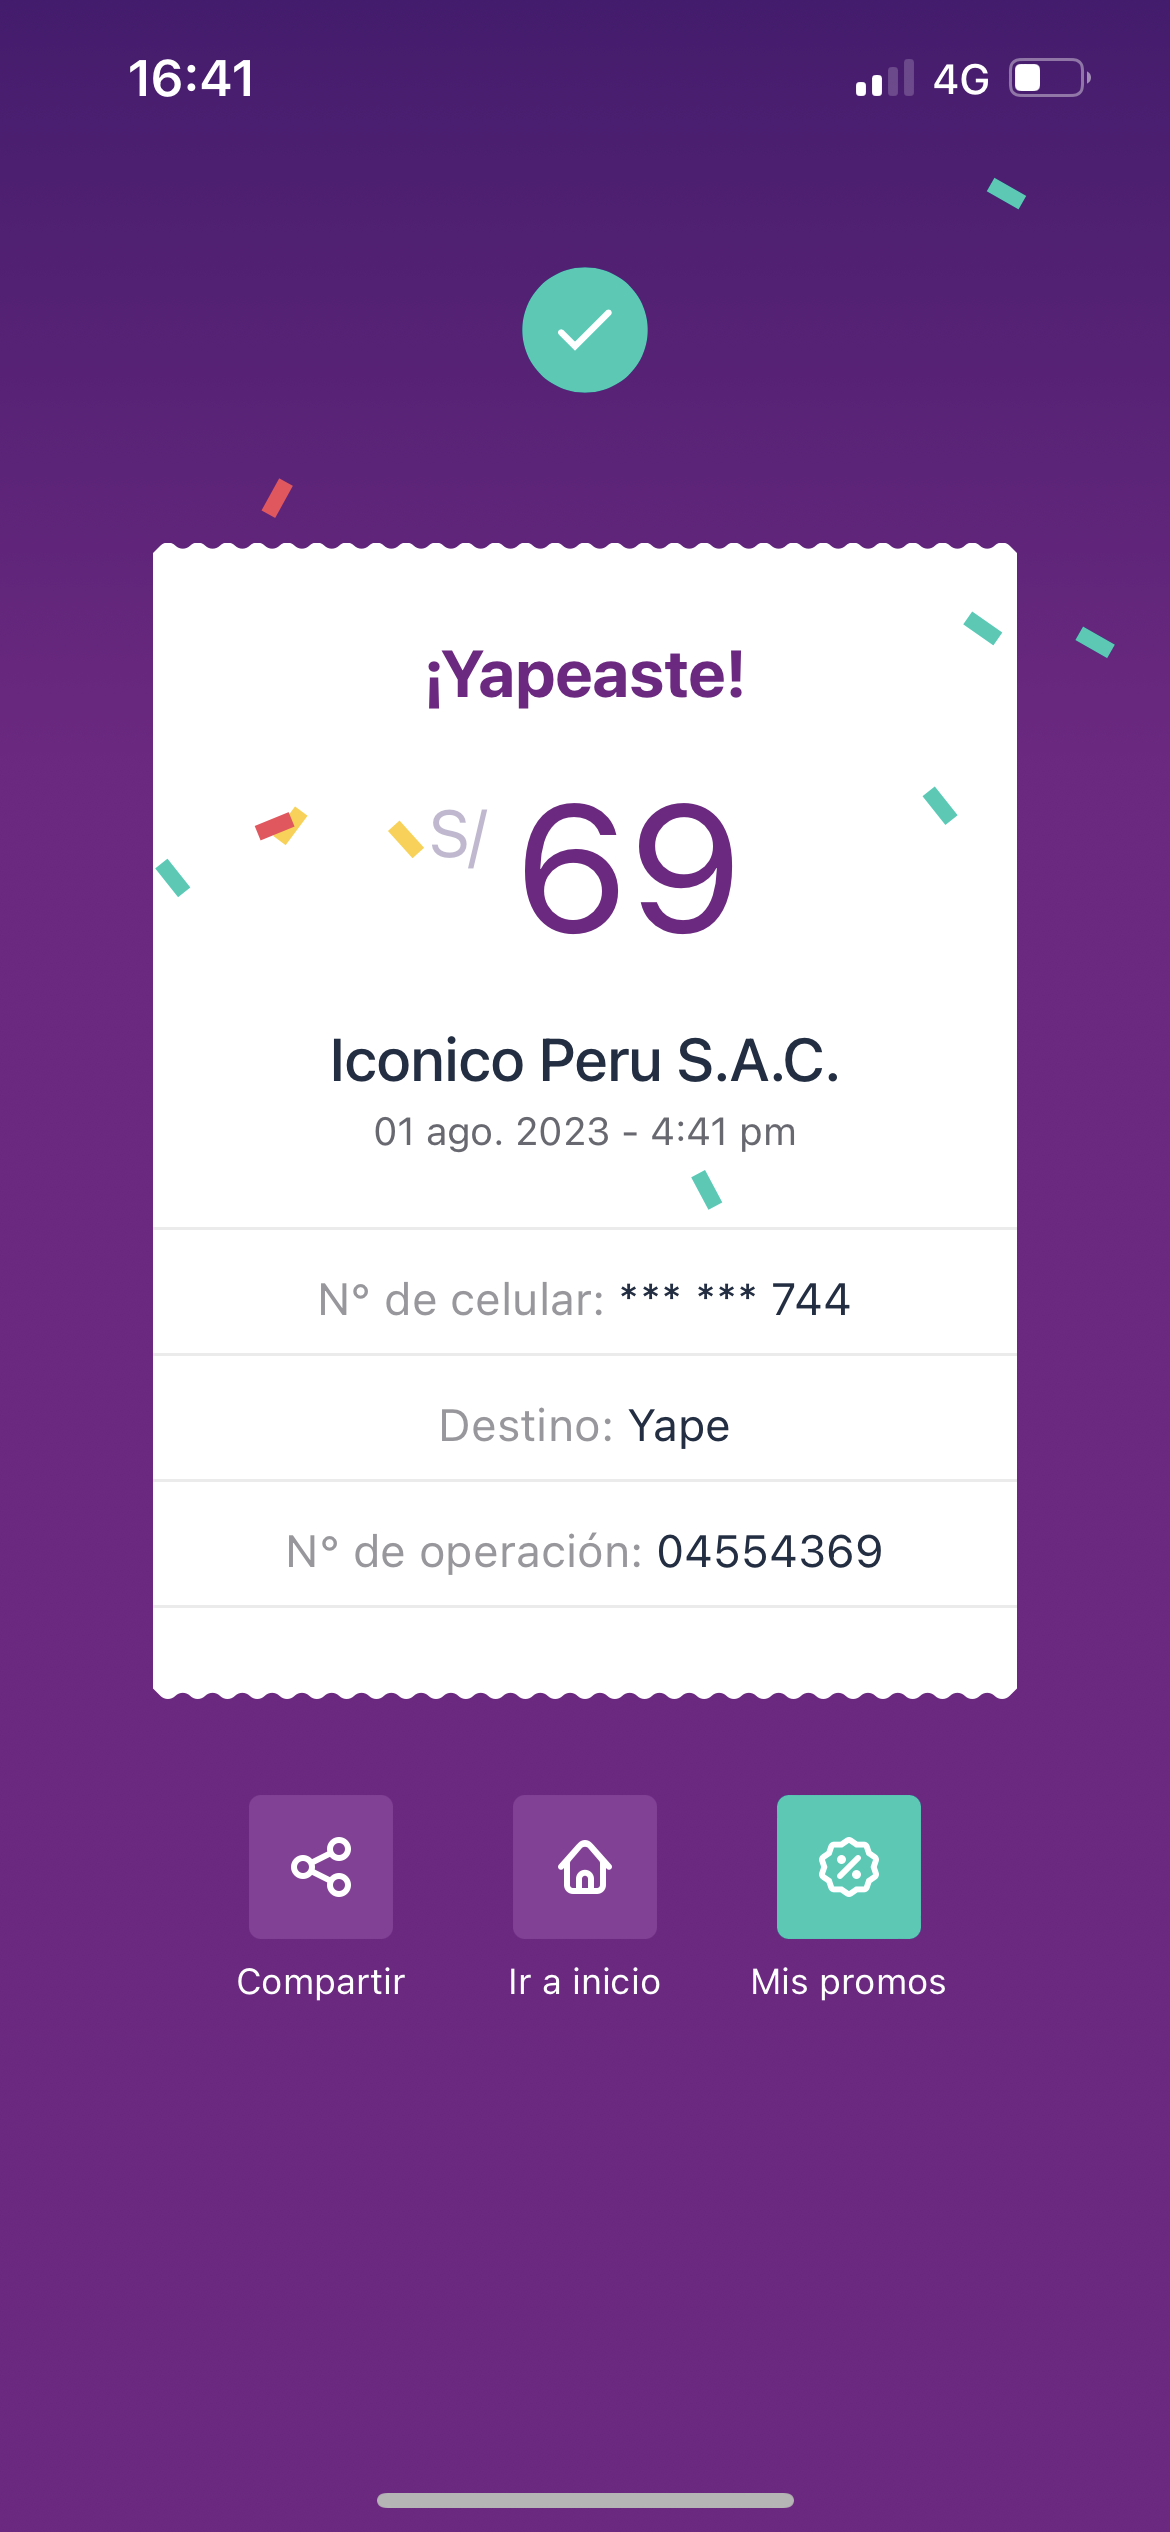 16:41
4G
¡Yapeaste!
S/ 69
Iconico Peru S.A.C.
01 ago. 2023 - 4:41 pm
N° de celular: *** *** 744
Destino: Yape
N° de operación: 04554369
Compartir
Ir a inicio
Mis promos